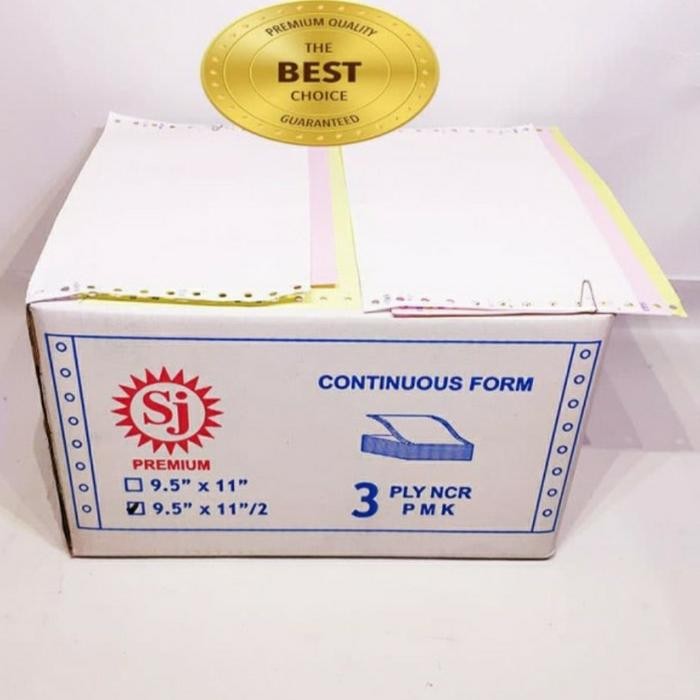 PREMIUM QUALITY
THE
BEST
CHOICE
GUARANTEED
Sj
PREMIUM
9.5” x 11”
9.5” x 11”/2
CONTINUOUS FORM
3 PLY NCR
P M K